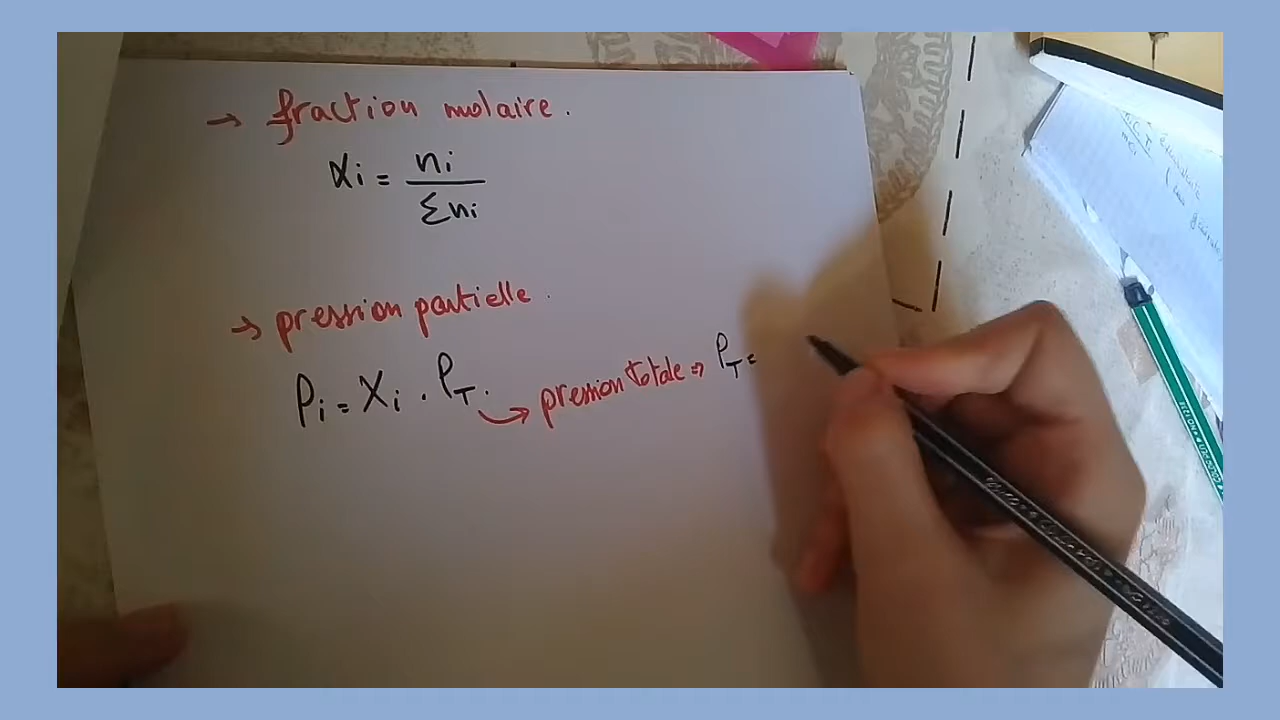 → fraction molaire.
xi = ni / Σni
→ pression partielle.
Pi = Xi . PT. → pression totale ⇒ PT =